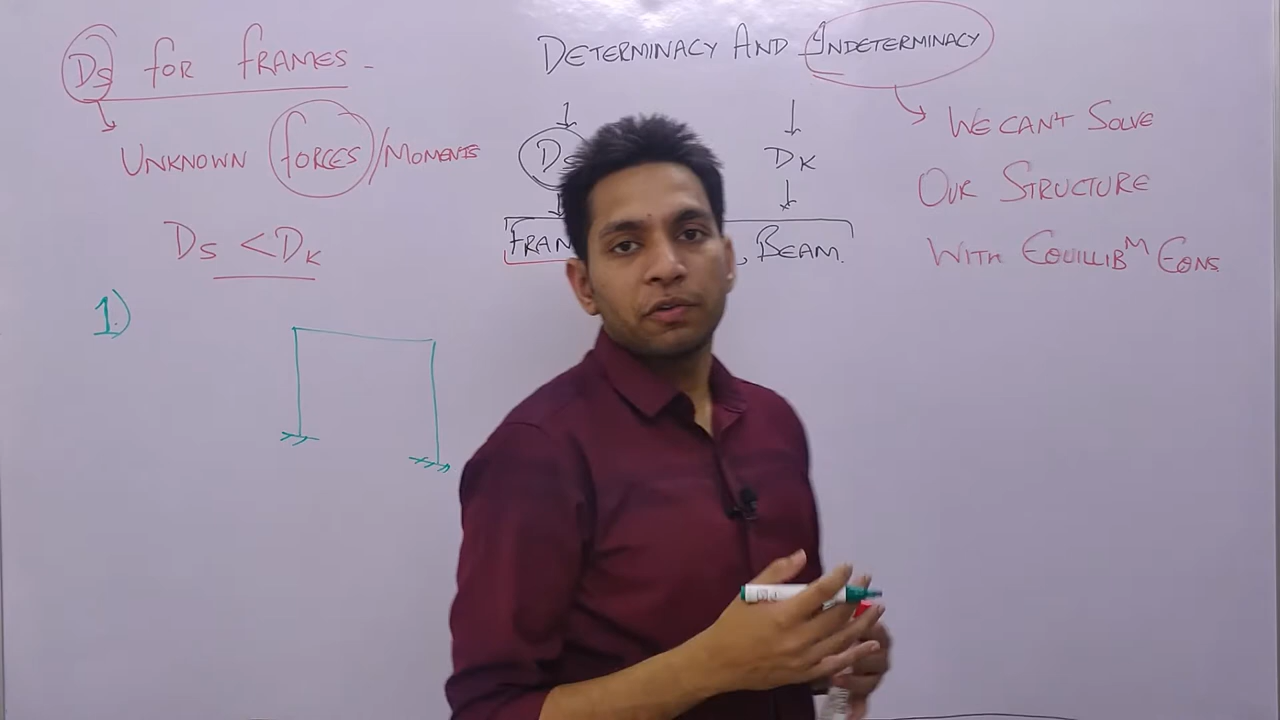 Ds for FRAMES -
UNKNOWN FORCES/MOMENTS
Ds < DK
1.)
DETERMINACY AND INDETERMINACY
DK
BEAM.
WE CAN'T SOLVE
OUR STRUCTURE
WITH EQUILIBM EQNS